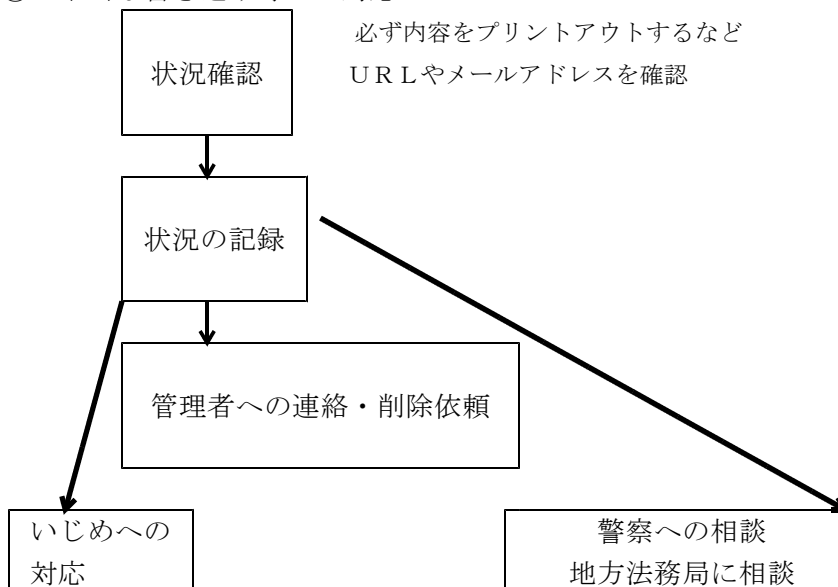 必ず内容をプリントアウトするなど
状況確認
ＵＲＬやメールアドレスを確認
状況の記録
管理者への連絡・削除依頼
いじめへの
対応
警察への相談
地方法務局に相談